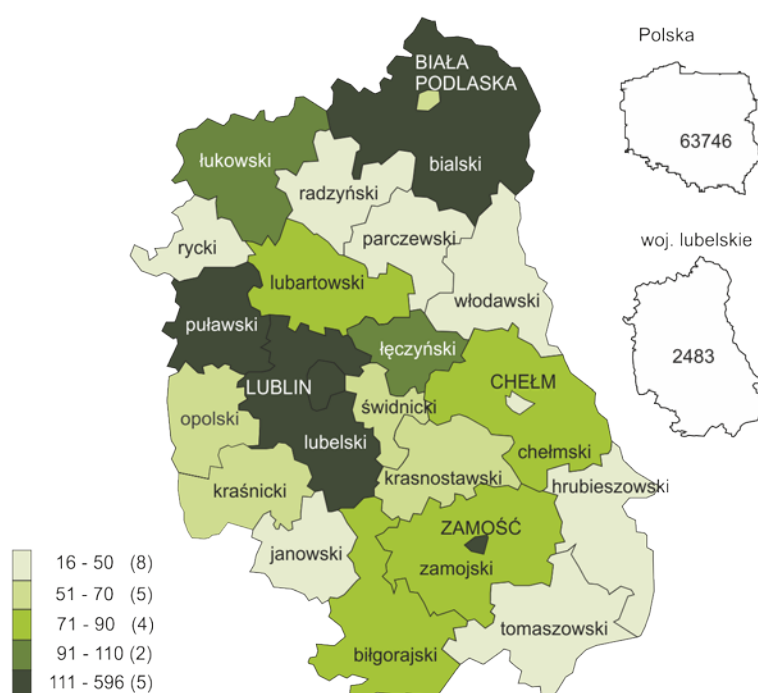 Polska
63746
woj. lubelskie
2483
BIAŁA
PODLASKA
bialski
łukowski
radzyński
rycki
parczewski
lubartowski
włodawski
puławski
łęczyński
LUBLIN
CHEŁM
opolski
świdnicki
lubelski
chełmski
kraśnicki
krasnostawski
hrubieszowski
ZAMOŚĆ
janowski
zamojski
tomaszowski
biłgorajski
16 - 50 (8)
51 - 70 (5)
71 - 90 (4)
91 - 110 (2)
111 - 596 (5)